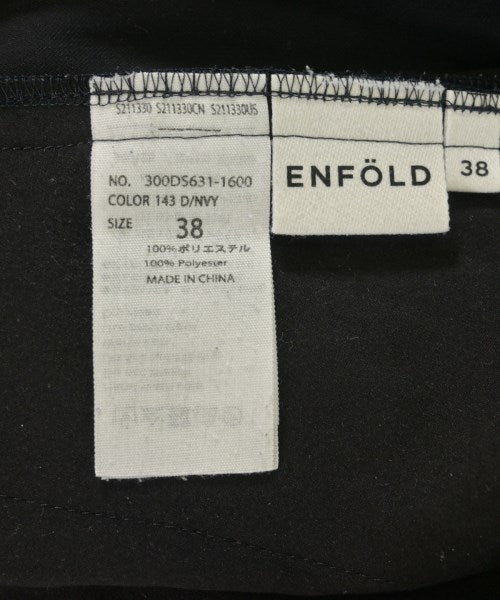 S211330 S211330CN S211330US
NO. 300DS631-1600
COLOR 143 D/NVY
SIZE 38
100%ポリエステル
100% Polyester
MADE IN CHINA
ENFÖLD
38